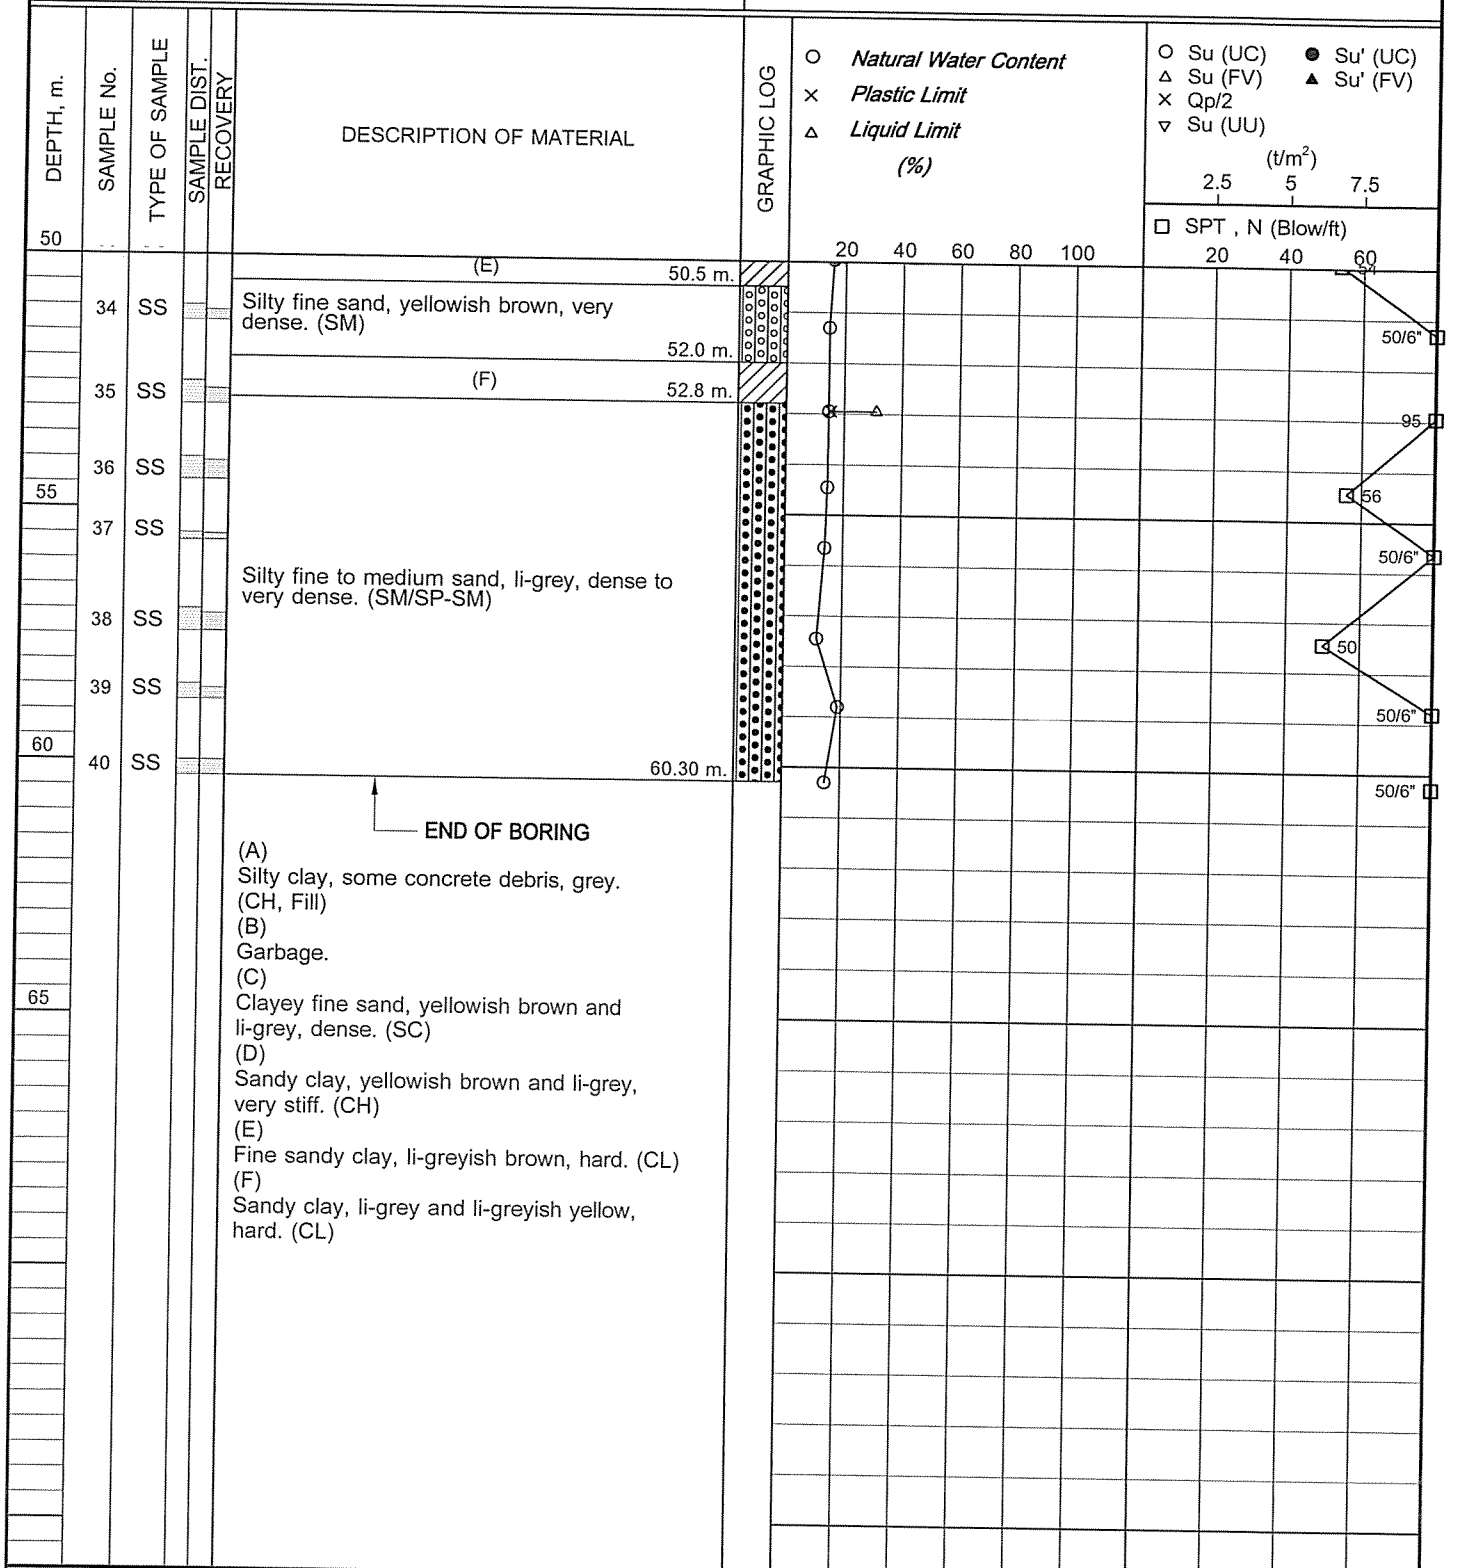 DEPTH, m.
SAMPLE No.
TYPE OF SAMPLE
SAMPLE DIST.
RECOVERY
DESCRIPTION OF MATERIAL
GRAPHIC LOG
○ Natural Water Content
× Plastic Limit
△ Liquid Limit
(%)
20 40 60 80 100
○ Su (UC) ● Su' (UC)
△ Su (FV) ▲ Su' (FV)
× Qp/2
▽ Su (UU)
(t/m²)
2.5 5 7.5
□ SPT , N (Blow/ft)
20 40 60
50
(E) 50.5 m.
34 SS
Silty fine sand, yellowish brown, very
dense. (SM)
50/6"
52.0 m.
35 SS
(F) 52.8 m.
95
36 SS
55
56
37 SS
50/6"
Silty fine to medium sand, li-grey, dense to
very dense. (SM/SP-SM)
38 SS
50
39 SS
50/6"
60
40 SS
60.30 m.
50/6"
END OF BORING
(A)
Silty clay, some concrete debris, grey.
(CH, Fill)
(B)
Garbage.
(C)
65
Clayey fine sand, yellowish brown and
li-grey, dense. (SC)
(D)
Sandy clay, yellowish brown and li-grey,
very stiff. (CH)
(E)
Fine sandy clay, li-greyish brown, hard. (CL)
(F)
Sandy clay, li-grey and li-greyish yellow,
hard. (CL)